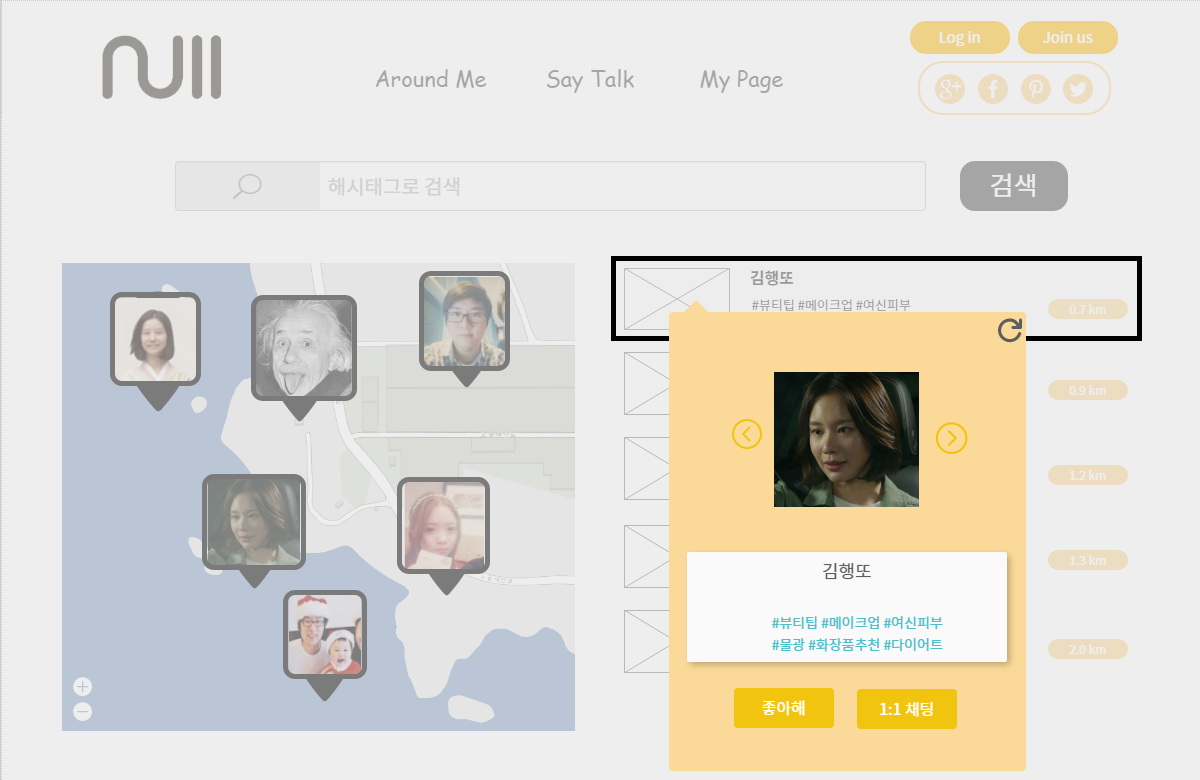 Log in
Join us
Around Me
Say Talk
My Page
해시태그로 검색
검색
김행또
#뷰티팁 #메이크업 #여신피부
0.7 km
0.9 km
1.2 km
1.3 km
2.0 km
김행또
#뷰티팁 #메이크업 #여신피부
#물광 #화장품추천 #다이어트
좋아해
1:1 채팅